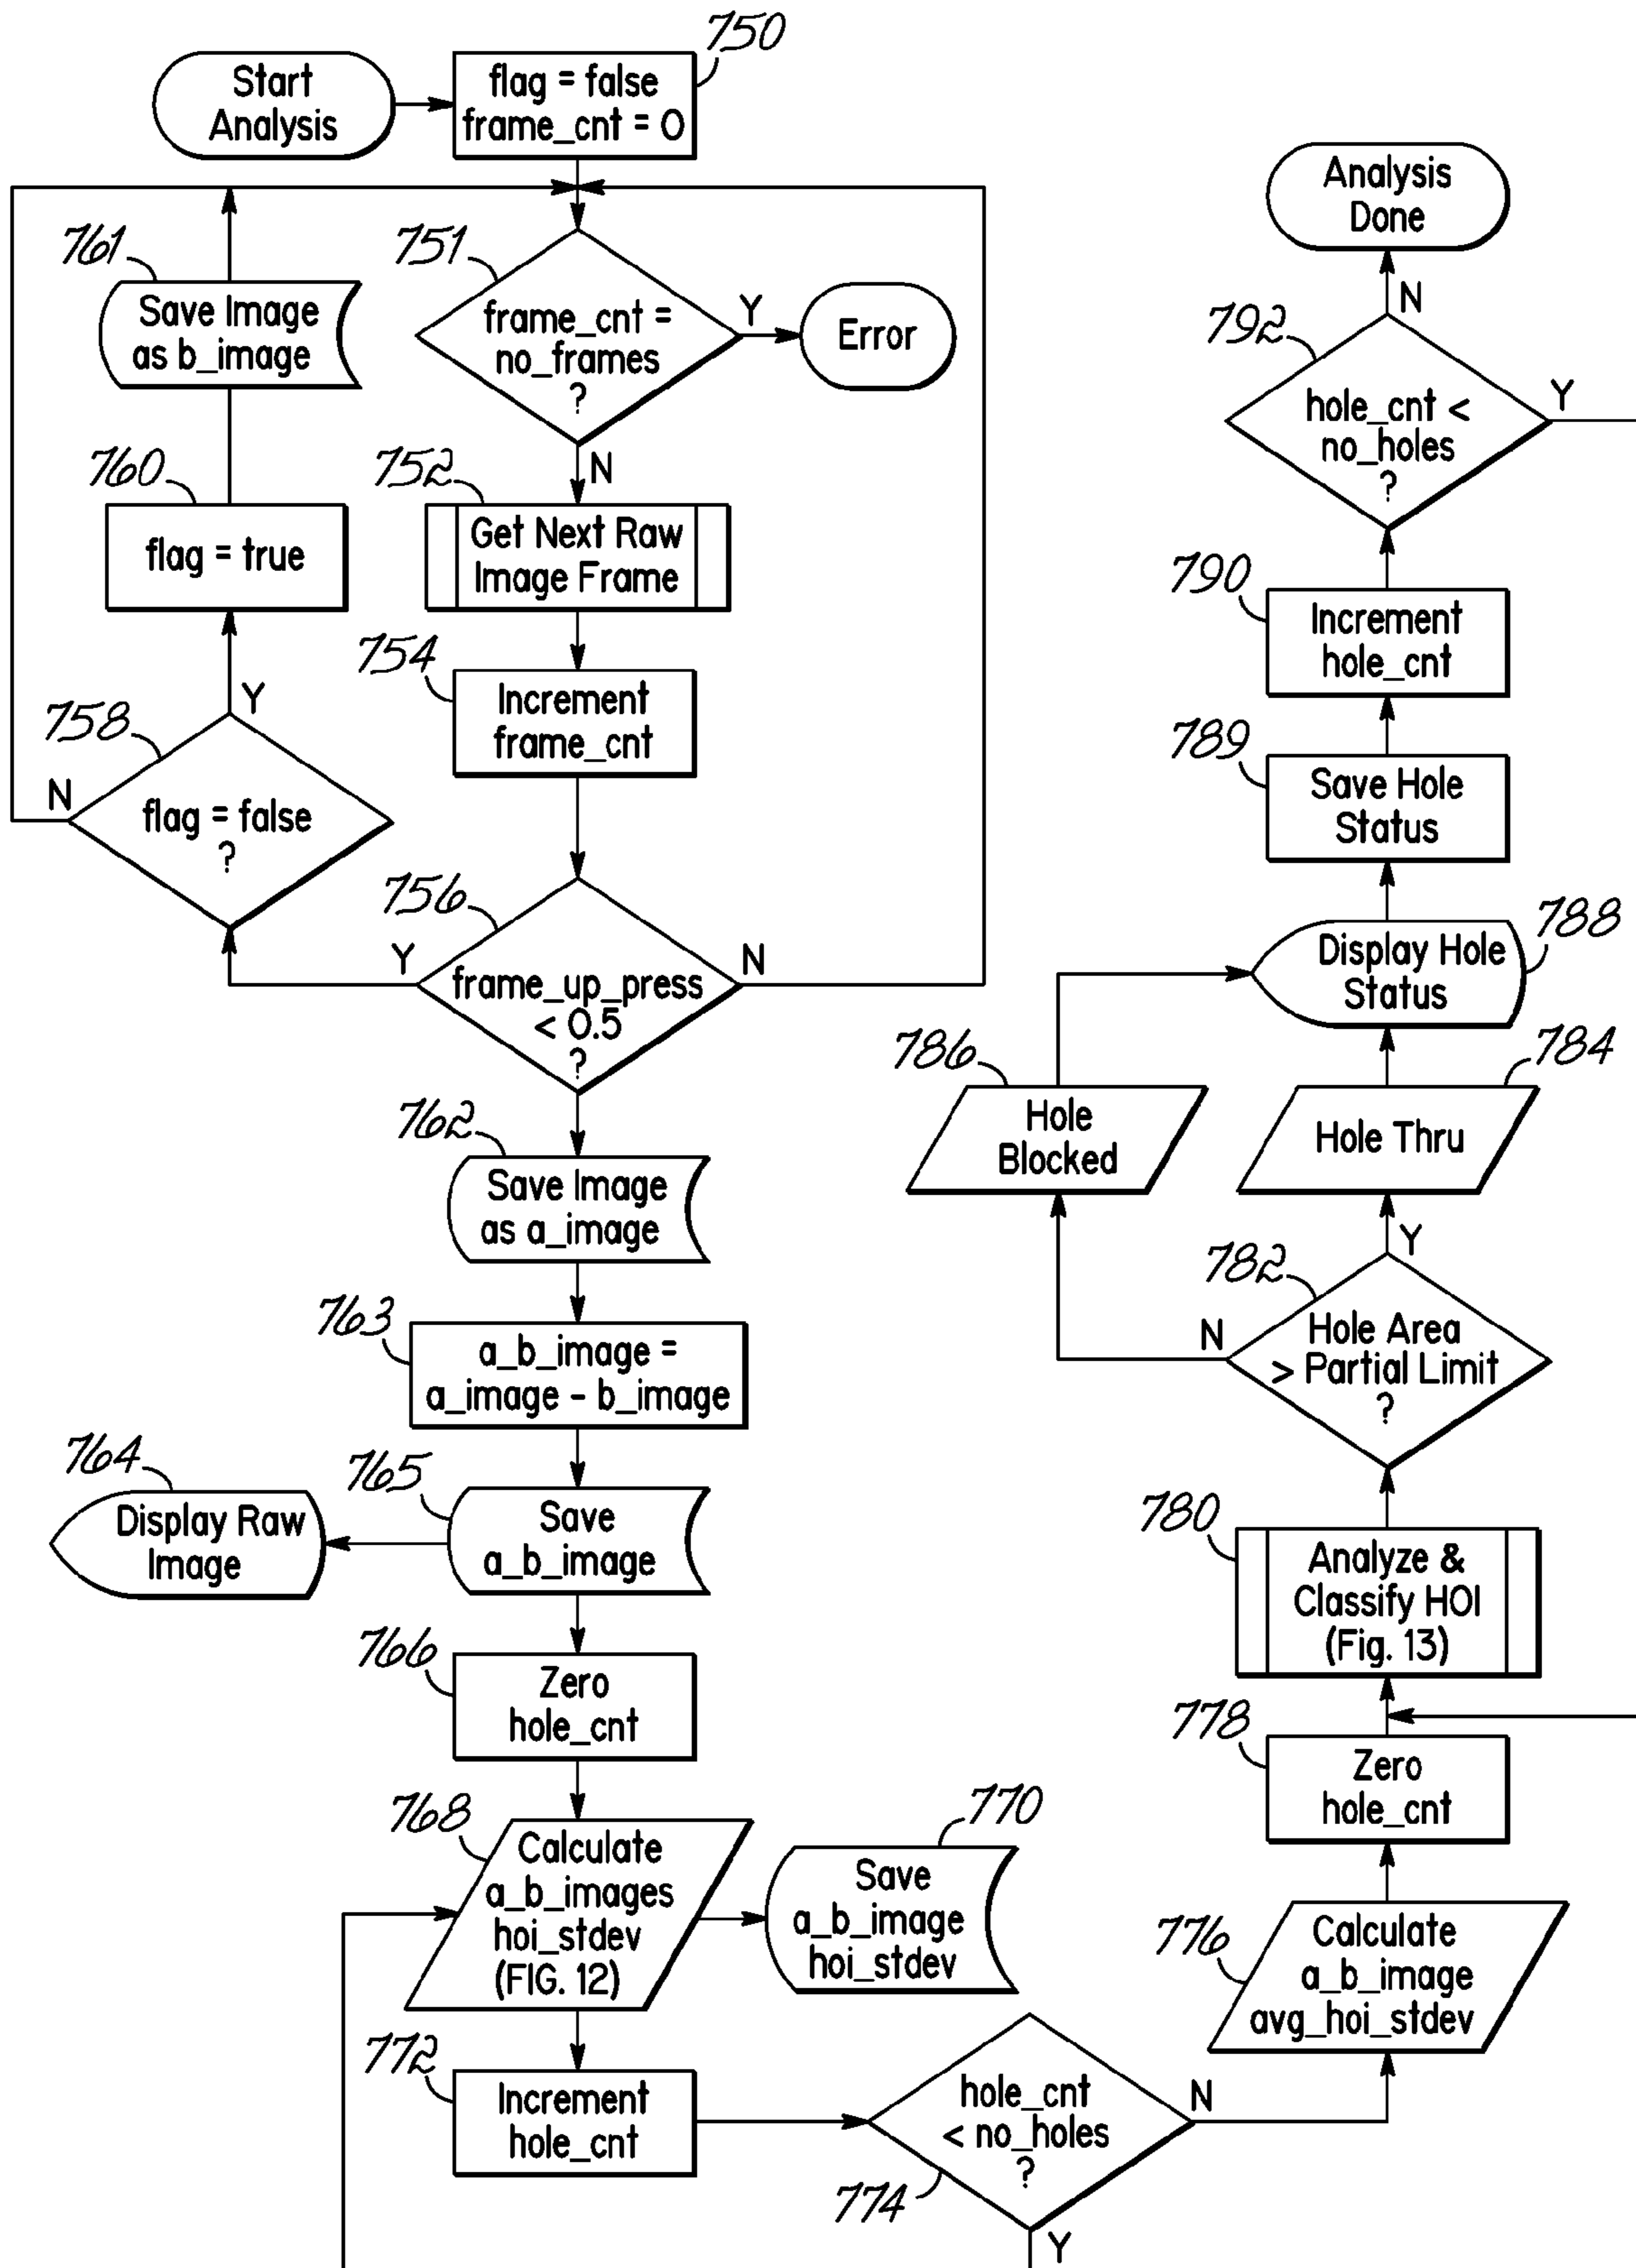 750
Start
Analysis
flag = false
frame_cnt = 0
761
Save Image
as b_image
751
frame_cnt =
no_frames
?
Y
Error
N
760
flag = true
752
Get Next Raw
Image Frame
754
Increment
frame_cnt
Y
758
N
flag = false
?
756
Y
N
frame_up_press
< 0.5
?
762
Save Image
as a_image
763
a_b_image =
a_image - b_image
764
Display Raw
Image
765
Save
a_b_image
766
Zero
hole_cnt
768
Calculate
a_b_images
hoi_stdev
(FIG. 12)
770
Save
a_b_image
hoi_stdev
772
Increment
hole_cnt
hole_cnt
< no_holes
?
774
N
Y
776
Calculate
a_b_image
avg_hoi_stdev
778
Zero
hole_cnt
780
Analyze &
Classify HOI
(Fig. 13)
782
Hole Area
> Partial Limit
?
N
Y
786
Hole
Blocked
784
Hole Thru
788
Display Hole
Status
789
Save Hole
Status
790
Increment
hole_cnt
792
hole_cnt <
no_holes
?
Y
N
Analysis
Done